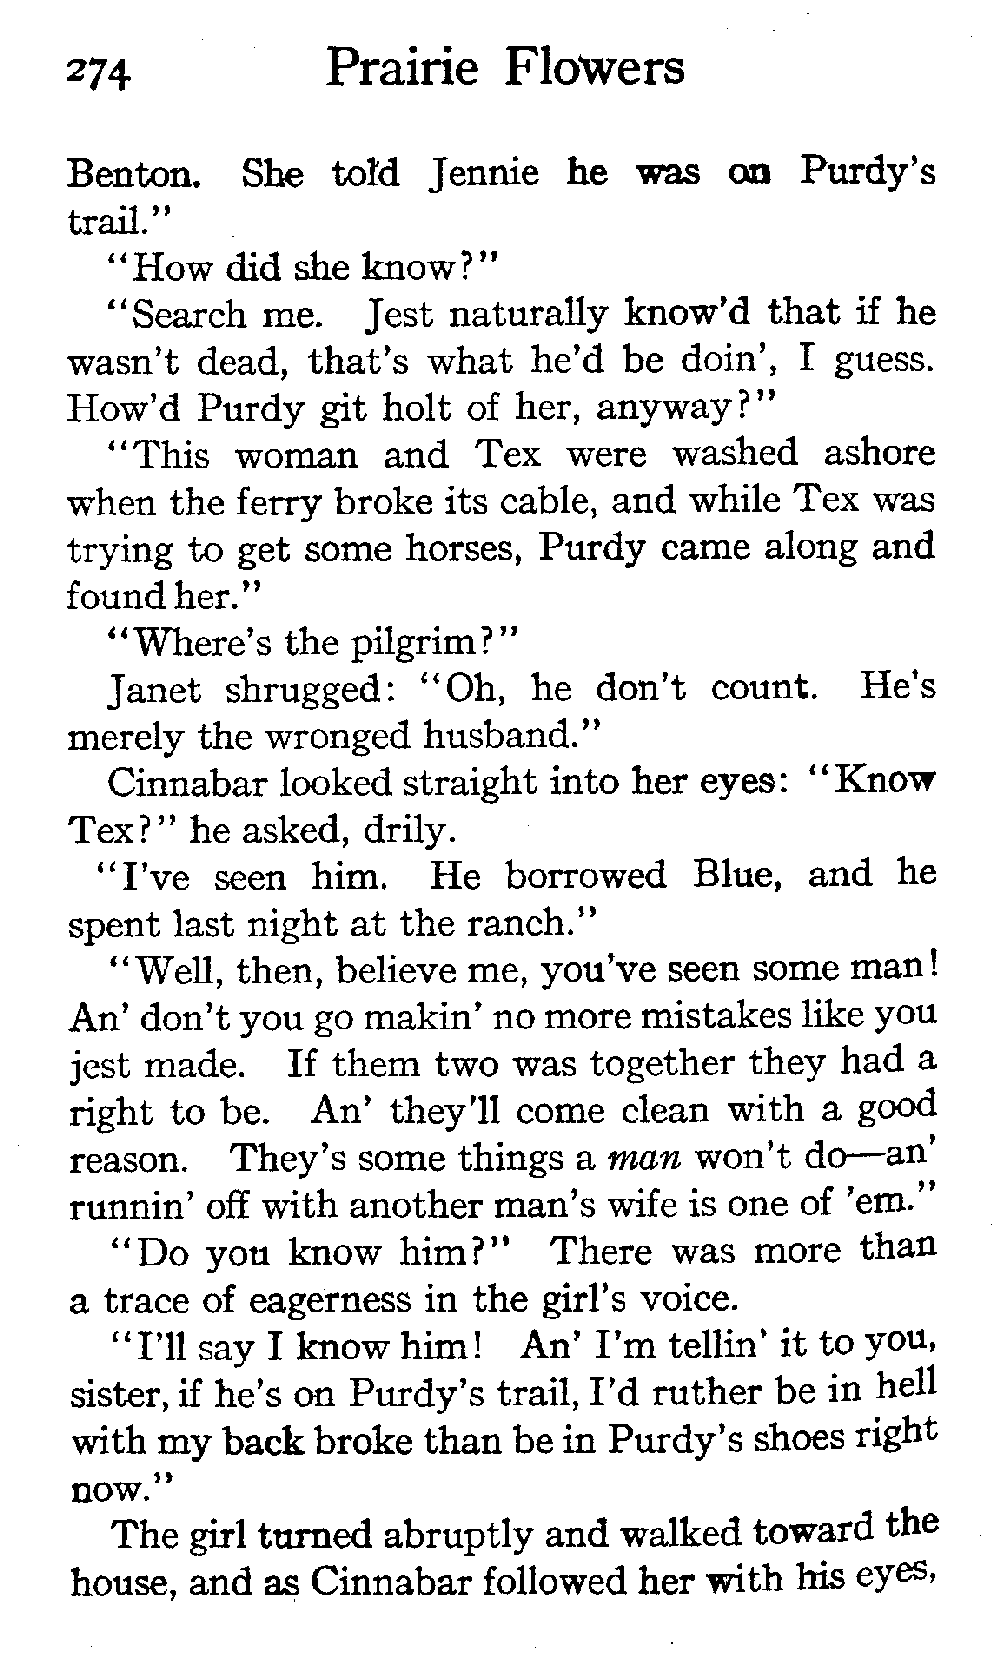 274 Prairie Flowers
Benton. She told Jennie he was on Purdy's
trail."
"How did she know?"
"Search me. Jest naturally know'd that if he
wasn't dead, that's what he'd be doin', I guess.
How'd Purdy git holt of her, anyway?"
"This woman and Tex were washed ashore
when the ferry broke its cable, and while Tex was
trying to get some horses, Purdy came along and
found her."
"Where's the pilgrim?"
Janet shrugged: "Oh, he don't count. He's
merely the wronged husband."
Cinnabar looked straight into her eyes: "Know
Tex?" he asked, drily.
"I've seen him. He borrowed Blue, and he
spent last night at the ranch."
"Well, then, believe me, you've seen some man!
An' don't you go makin' no more mistakes like you
jest made. If them two was together they had a
right to be. An' they'll come clean with a good
reason. They's some things a man won't do—an'
runnin' off with another man's wife is one of 'em."
"Do you know him?" There was more than
a trace of eagerness in the girl's voice.
"I'll say I know him! An' I'm tellin' it to you,
sister, if he's on Purdy's trail, I'd ruther be in hell
with my back broke than be in Purdy's shoes right
now."
The girl turned abruptly and walked toward the
house, and as Cinnabar followed her with his eyes,